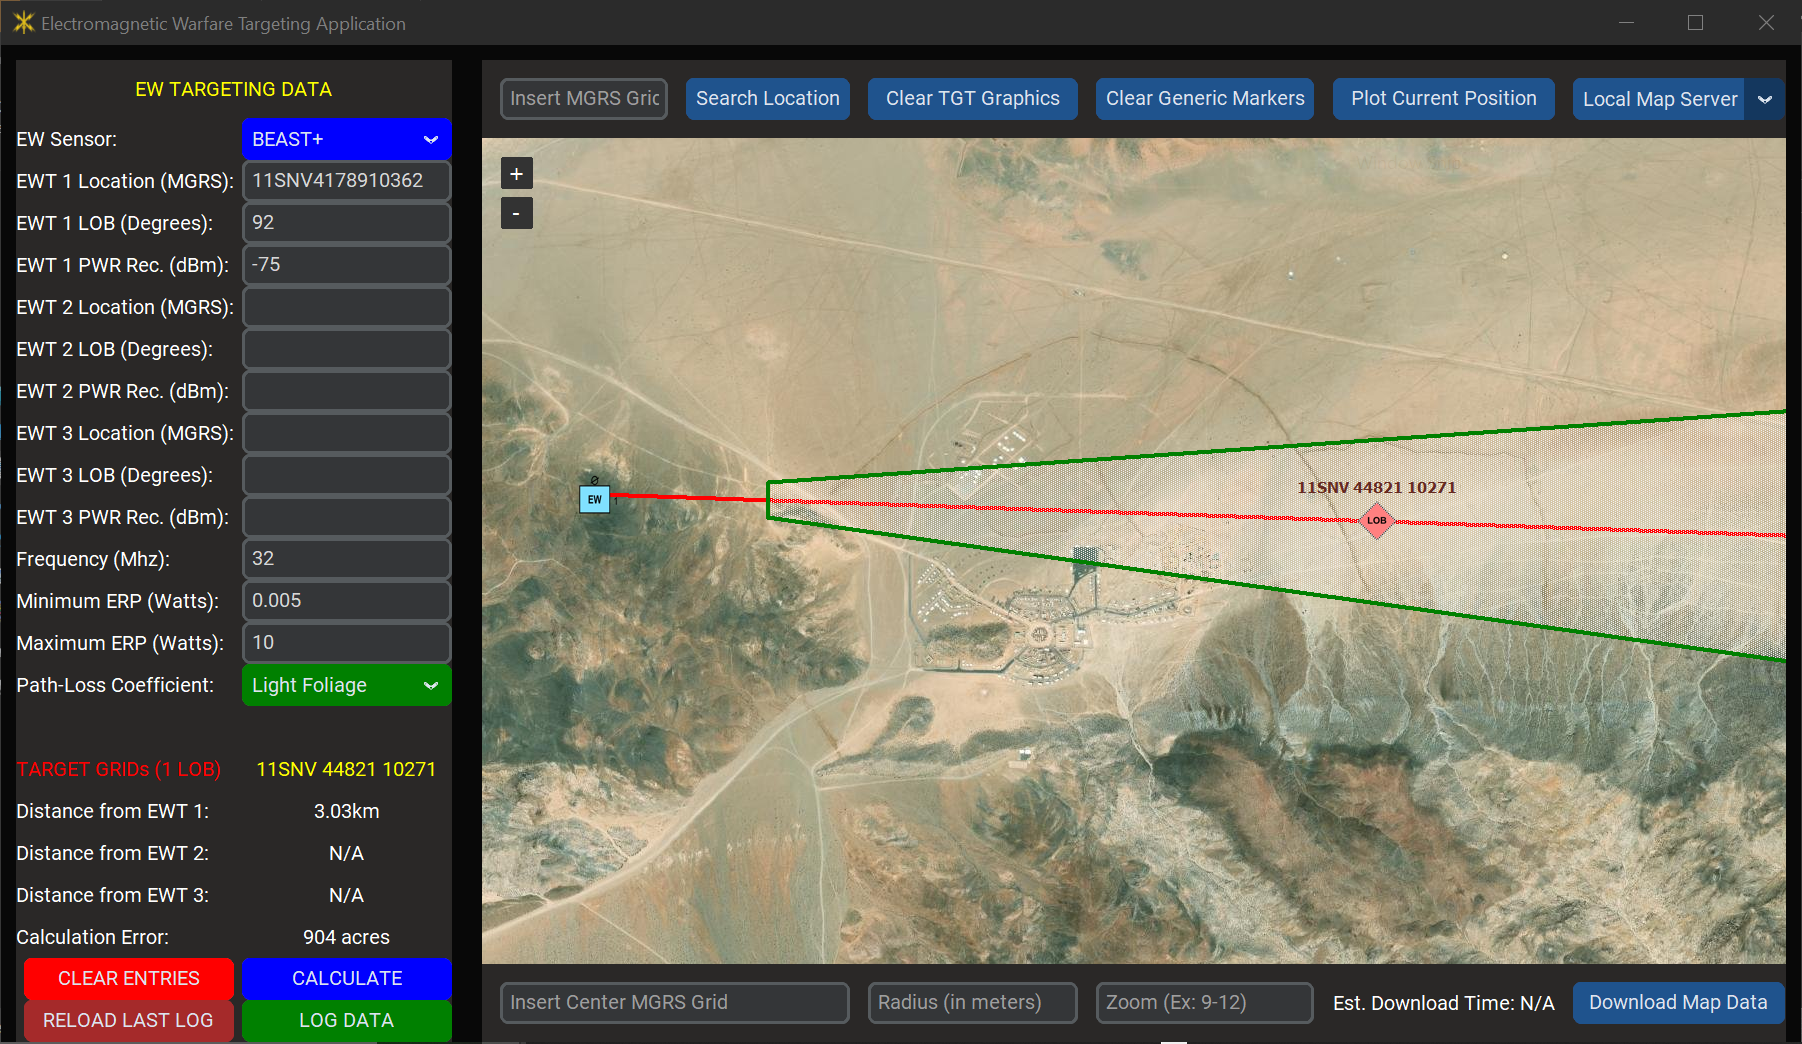 Electromagnetic Warfare Targeting Application
EW TARGETING DATA
EW Sensor: BEAST+
EWT 1 Location (MGRS): 11SNV4178910362
EWT 1 LOB (Degrees): 92
EWT 1 PWR Rec. (dBm): -75
EWT 2 Location (MGRS):
EWT 2 LOB (Degrees):
EWT 2 PWR Rec. (dBm):
EWT 3 Location (MGRS):
EWT 3 LOB (Degrees):
EWT 3 PWR Rec. (dBm):
Frequency (Mhz): 32
Minimum ERP (Watts): 0.005
Maximum ERP (Watts): 10
Path-Loss Coefficient: Light Foliage
TARGET GRIDs (1 LOB) 11SNV 44821 10271
Distance from EWT 1: 3.03km
Distance from EWT 2: N/A
Distance from EWT 3: N/A
Calculation Error: 904 acres
CLEAR ENTRIES CALCULATE
RELOAD LAST LOG LOG DATA
Insert MGRS Gric Search Location Clear TGT Graphics Clear Generic Markers Plot Current Position Local Map Server
+
-
Ø
EW 1
11SNV 44821 10271
LOB
Insert Center MGRS Grid Radius (in meters) Zoom (Ex: 9-12) Est. Download Time: N/A Download Map Data